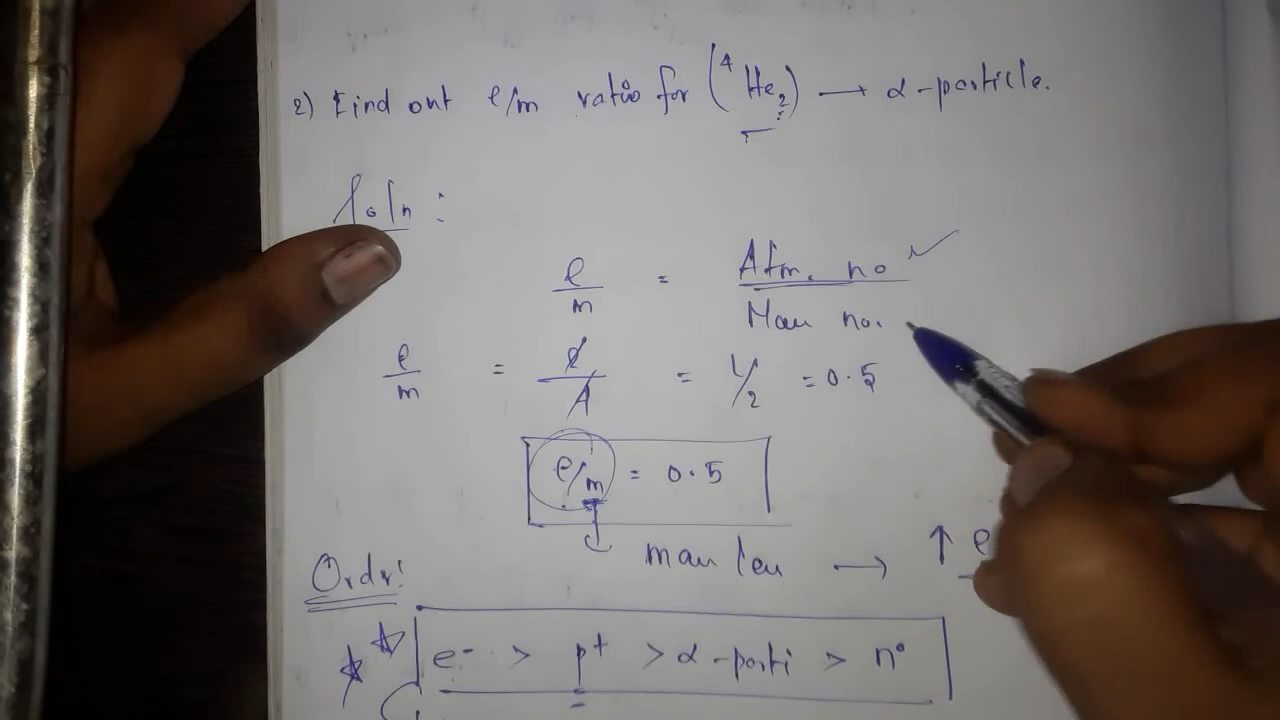 2) Find out e/m ratio for (⁴He₂) → α-particle.
Soln:
e/m = Atm. no / Mass no.
e/m = 2/4 = 1/2 = 0.5
e/m = 0.5
mass less → ↑ e
Order:
e⁻ > p⁺ > α-parti > n°